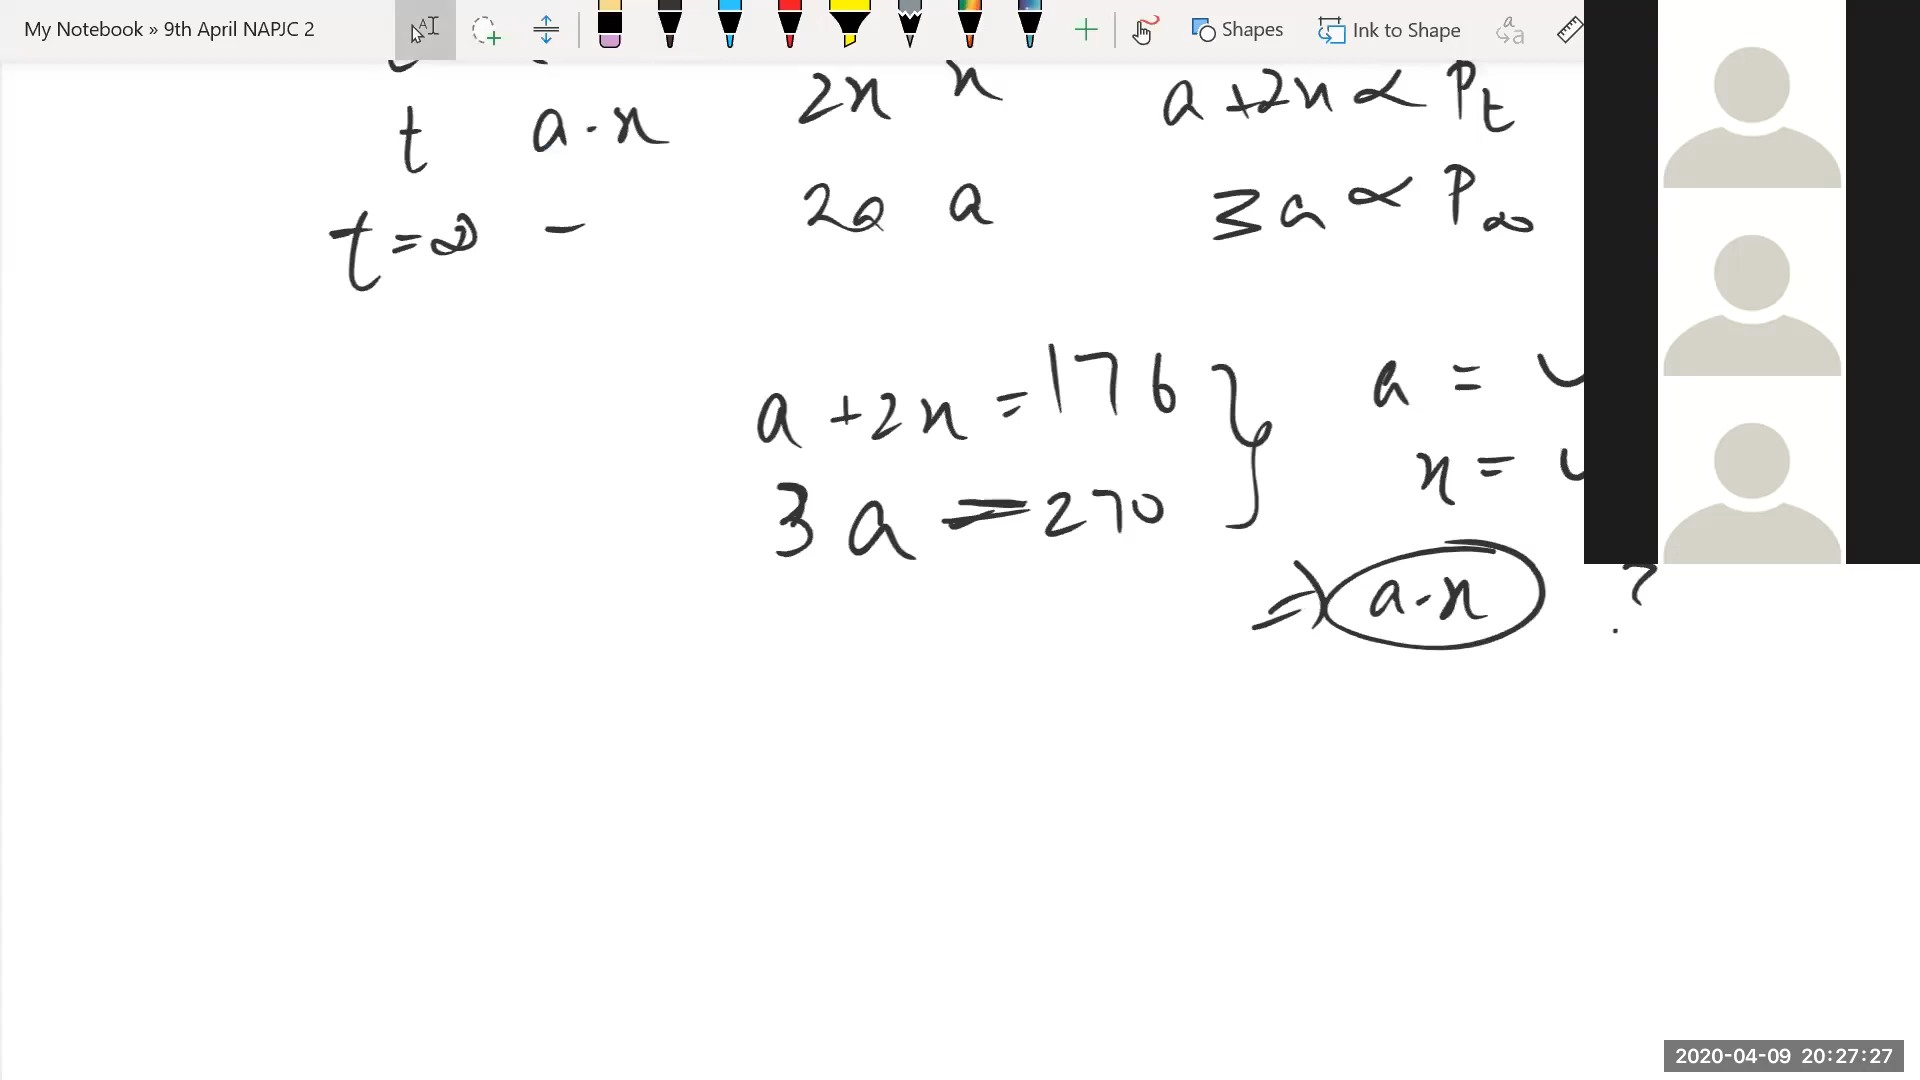 My Notebook » 9th April NAPJC 2
Shapes
Ink to Shape
t a-x 2x x a+2x ∝ Pt
t=∞ - 2a a 3a ∝ P∞
a+2x=176 a =
3a=270 x =
⇒ a-x ?
2020-04-09 20:27:27